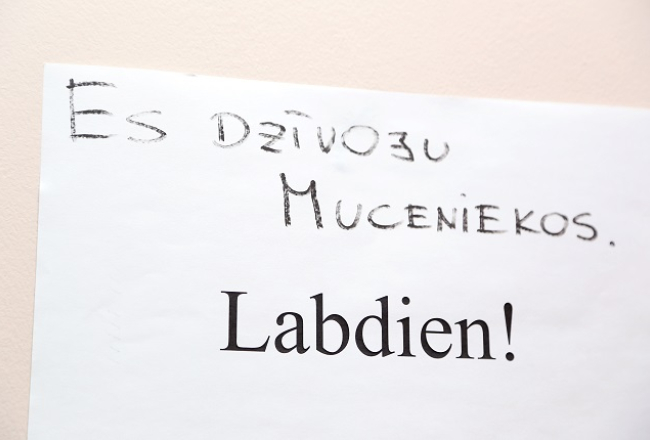 Es dzīvoju
Muceniekos.
Labdien!